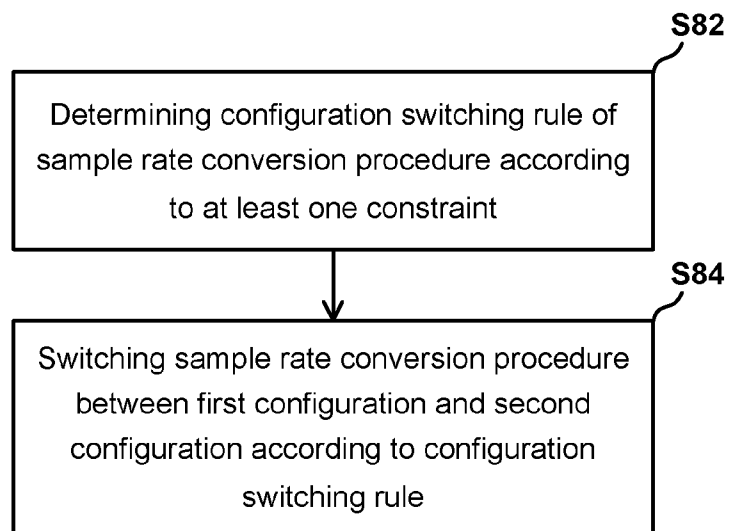 S82
Determining configuration switching rule of
sample rate conversion procedure according
to at least one constraint
S84
Switching sample rate conversion procedure
between first configuration and second
configuration according to configuration
switching rule